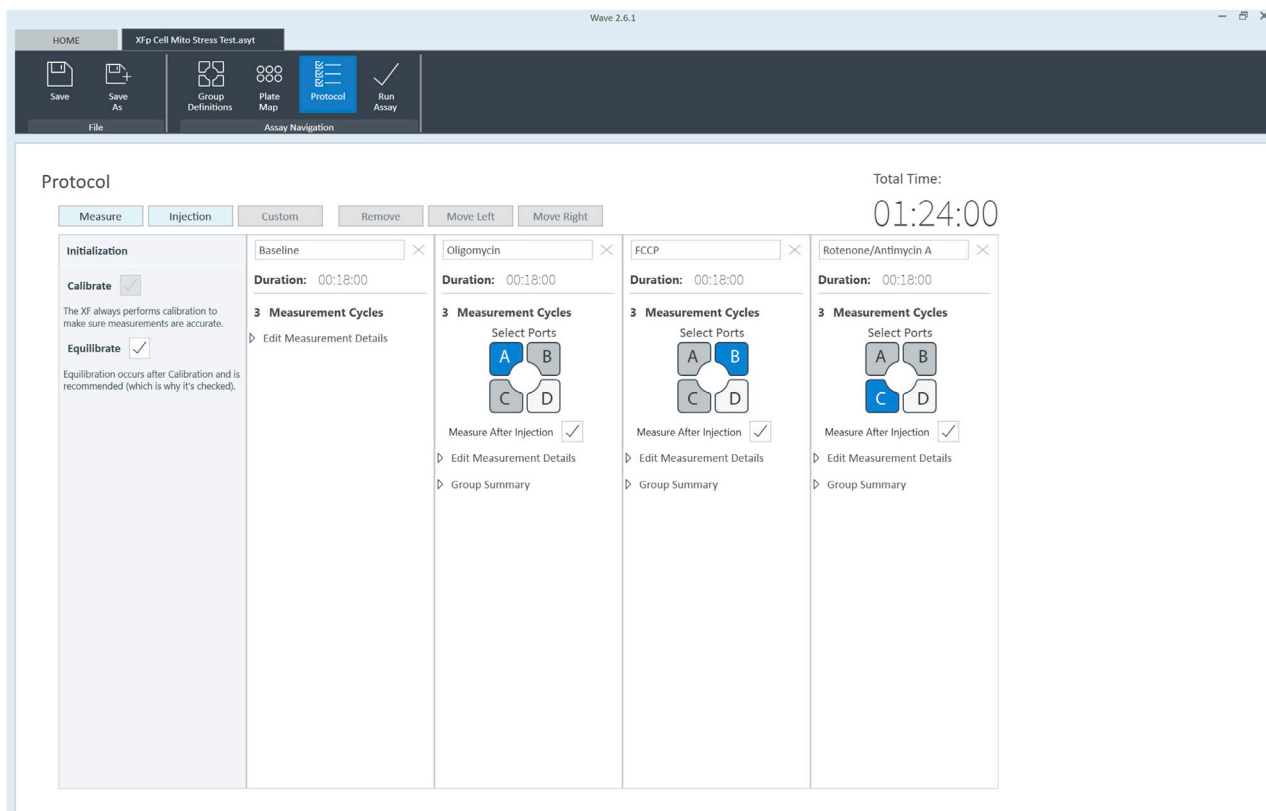 Wave 2.6.1
HOME
XFp Cell Mito Stress Test.asyt
Save
Save
As
Group
Definitions
Plate
Map
Protocol
Run
Assay
File
Assay Navigation
Protocol
Total Time:
01:24:00
Measure
Injection
Custom
Remove
Move Left
Move Right
Initialization
Calibrate
The XF always performs calibration to
make sure measurements are accurate.
Equilibrate
Equilibration occurs after Calibration and is
recommended (which is why it's checked).
Baseline
Duration: 00:18:00
3 Measurement Cycles
Edit Measurement Details
Oligomycin
Duration: 00:18:00
3 Measurement Cycles
Select Ports
A B
C D
Measure After Injection
Edit Measurement Details
Group Summary
FCCP
Duration: 00:18:00
3 Measurement Cycles
Select Ports
A B
C D
Measure After Injection
Edit Measurement Details
Group Summary
Rotenone/Antimycin A
Duration: 00:18:00
3 Measurement Cycles
Select Ports
A B
C D
Measure After Injection
Edit Measurement Details
Group Summary